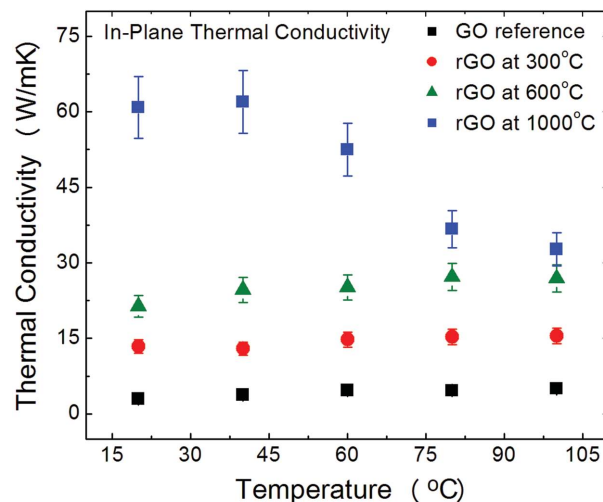 In-Plane Thermal Conductivity
GO reference
rGO at 300°C
rGO at 600°C
rGO at 1000°C
Thermal Conductivity ( W/mK)
75
60
45
30
15
0
15
30
45
60
75
90
105
Temperature ( °C)